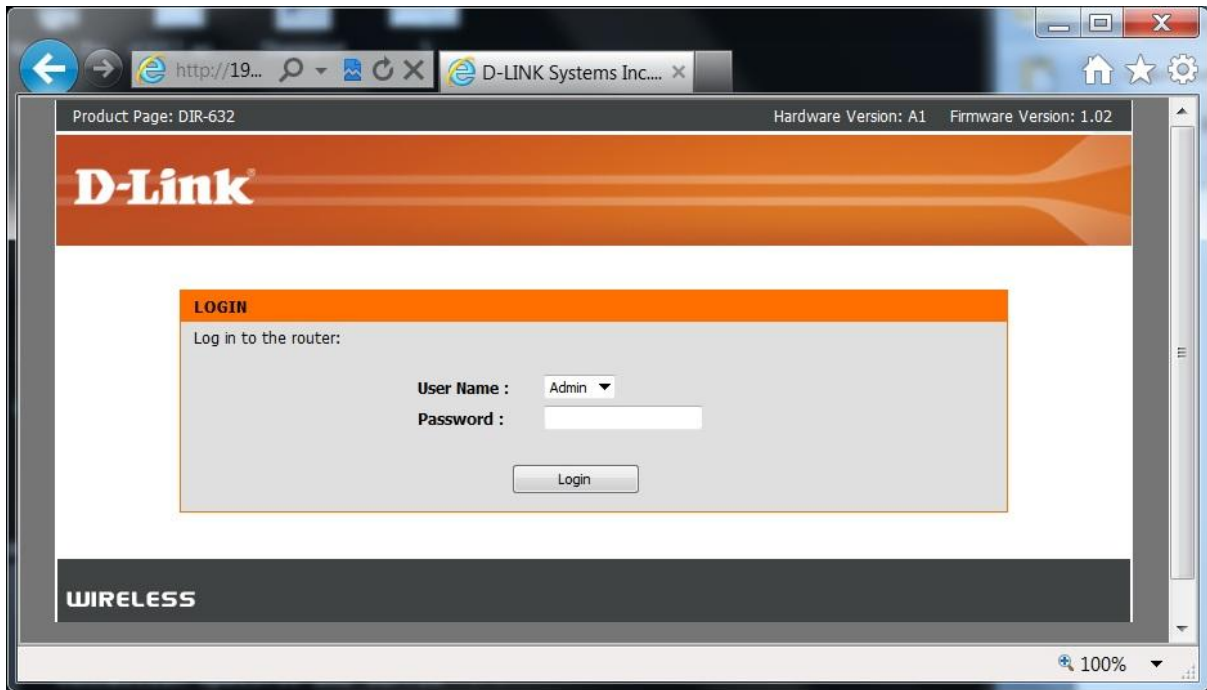 http://19... D-LINK Systems Inc....
Product Page: DIR-632 Hardware Version: A1 Firmware Version: 1.02
D-Link®
LOGIN
Log in to the router:
User Name : Admin
Password :
Login
WIRELESS
100%